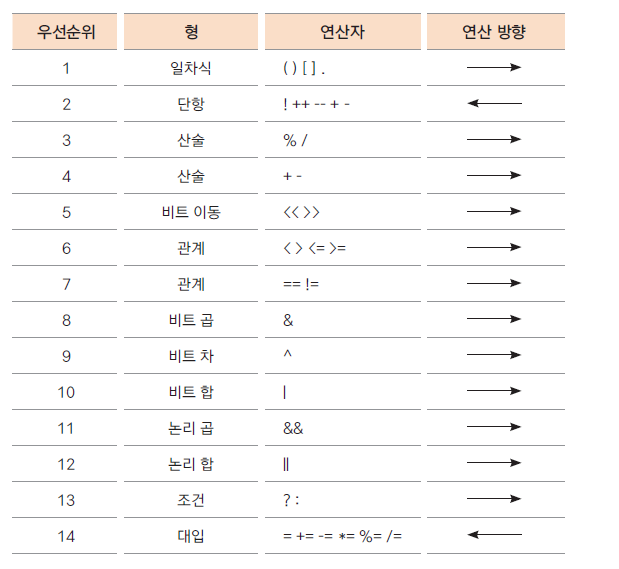 우선순위 형 연산자 연산 방향
1 일차식 ( ) [ ] .
2 단항 ! ++ -- + -
3 산술 % /
4 산술 + -
5 비트 이동 << >>
6 관계 < > <= >=
7 관계 == !=
8 비트 곱 &
9 비트 차 ^
10 비트 합 |
11 논리 곱 &&
12 논리 합 ||
13 조건 ? :
14 대입 = += -= *= %= /=